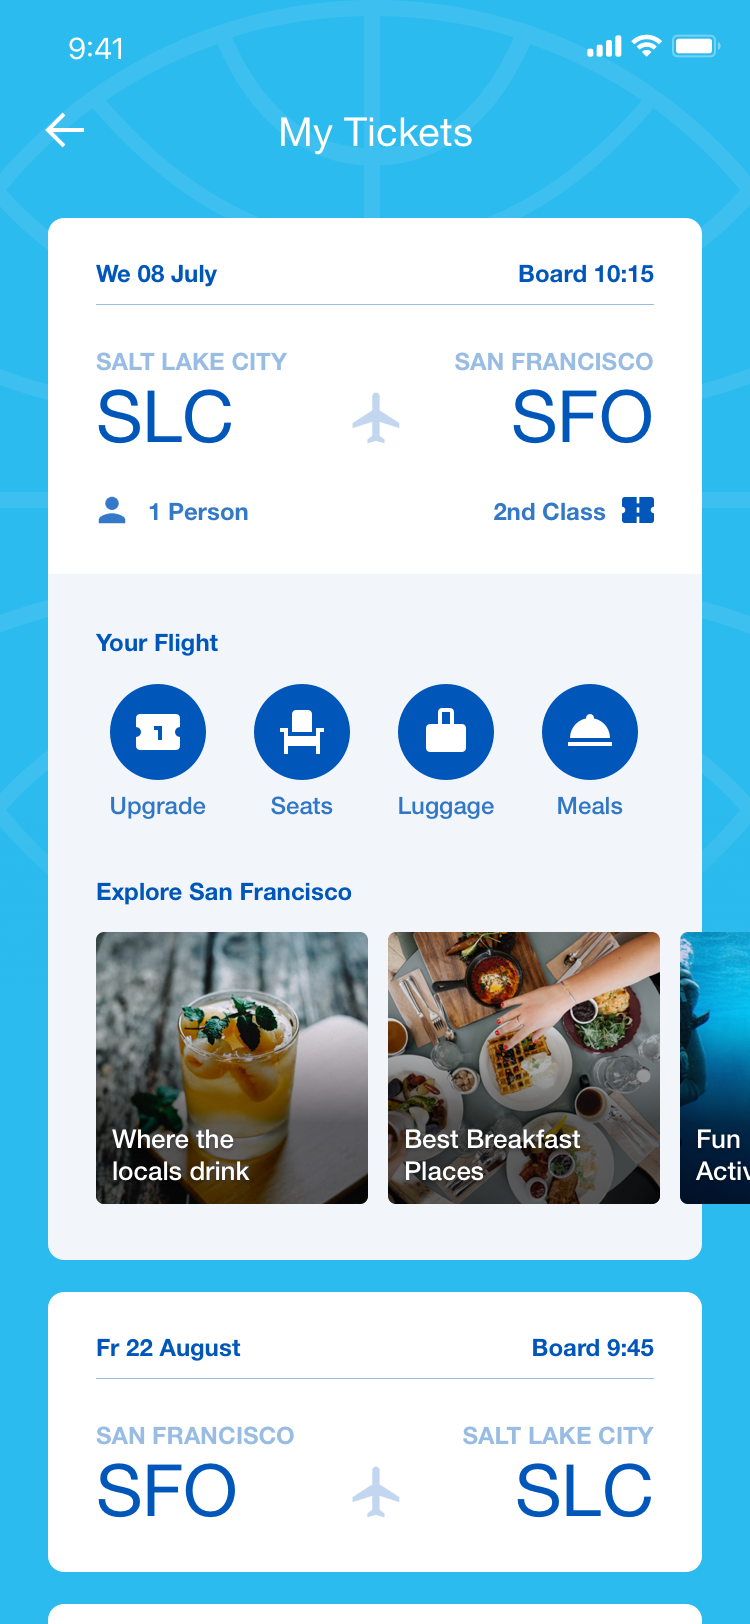 9:41
My Tickets
We 08 July
Board 10:15
SALT LAKE CITY
SAN FRANCISCO
SLC
SFO
1 Person
2nd Class
Your Flight
1
Upgrade
Seats
Luggage
Meals
Explore San Francisco
Where the
locals drink
Best Breakfast
Places
Fun
Activ
Fr 22 August
Board 9:45
SAN FRANCISCO
SALT LAKE CITY
SFO
SLC